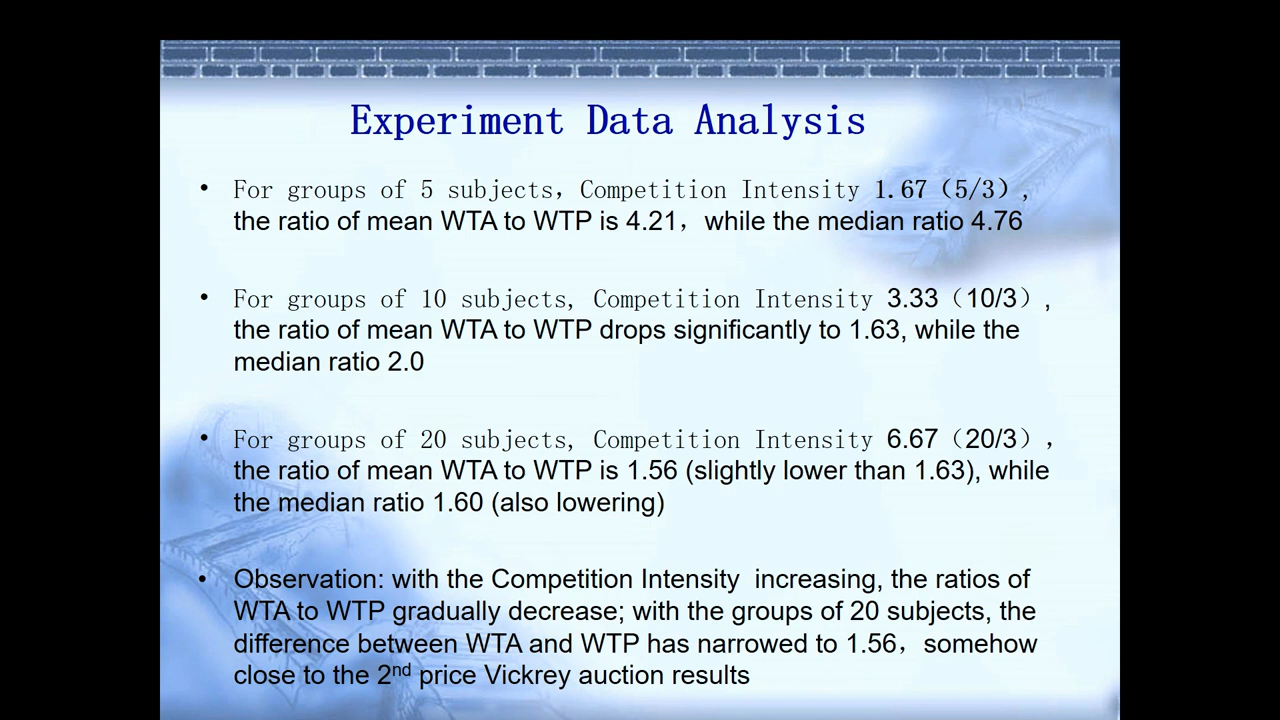 Experiment Data Analysis
• For groups of 5 subjects，Competition Intensity 1.67（5/3）,
the ratio of mean WTA to WTP is 4.21，while the median ratio 4.76
• For groups of 10 subjects, Competition Intensity 3.33（10/3）,
the ratio of mean WTA to WTP drops significantly to 1.63, while the
median ratio 2.0
• For groups of 20 subjects, Competition Intensity 6.67（20/3），
the ratio of mean WTA to WTP is 1.56 (slightly lower than 1.63), while
the median ratio 1.60 (also lowering)
• Observation: with the Competition Intensity increasing, the ratios of
WTA to WTP gradually decrease; with the groups of 20 subjects, the
difference between WTA and WTP has narrowed to 1.56，somehow
close to the 2nd price Vickrey auction results